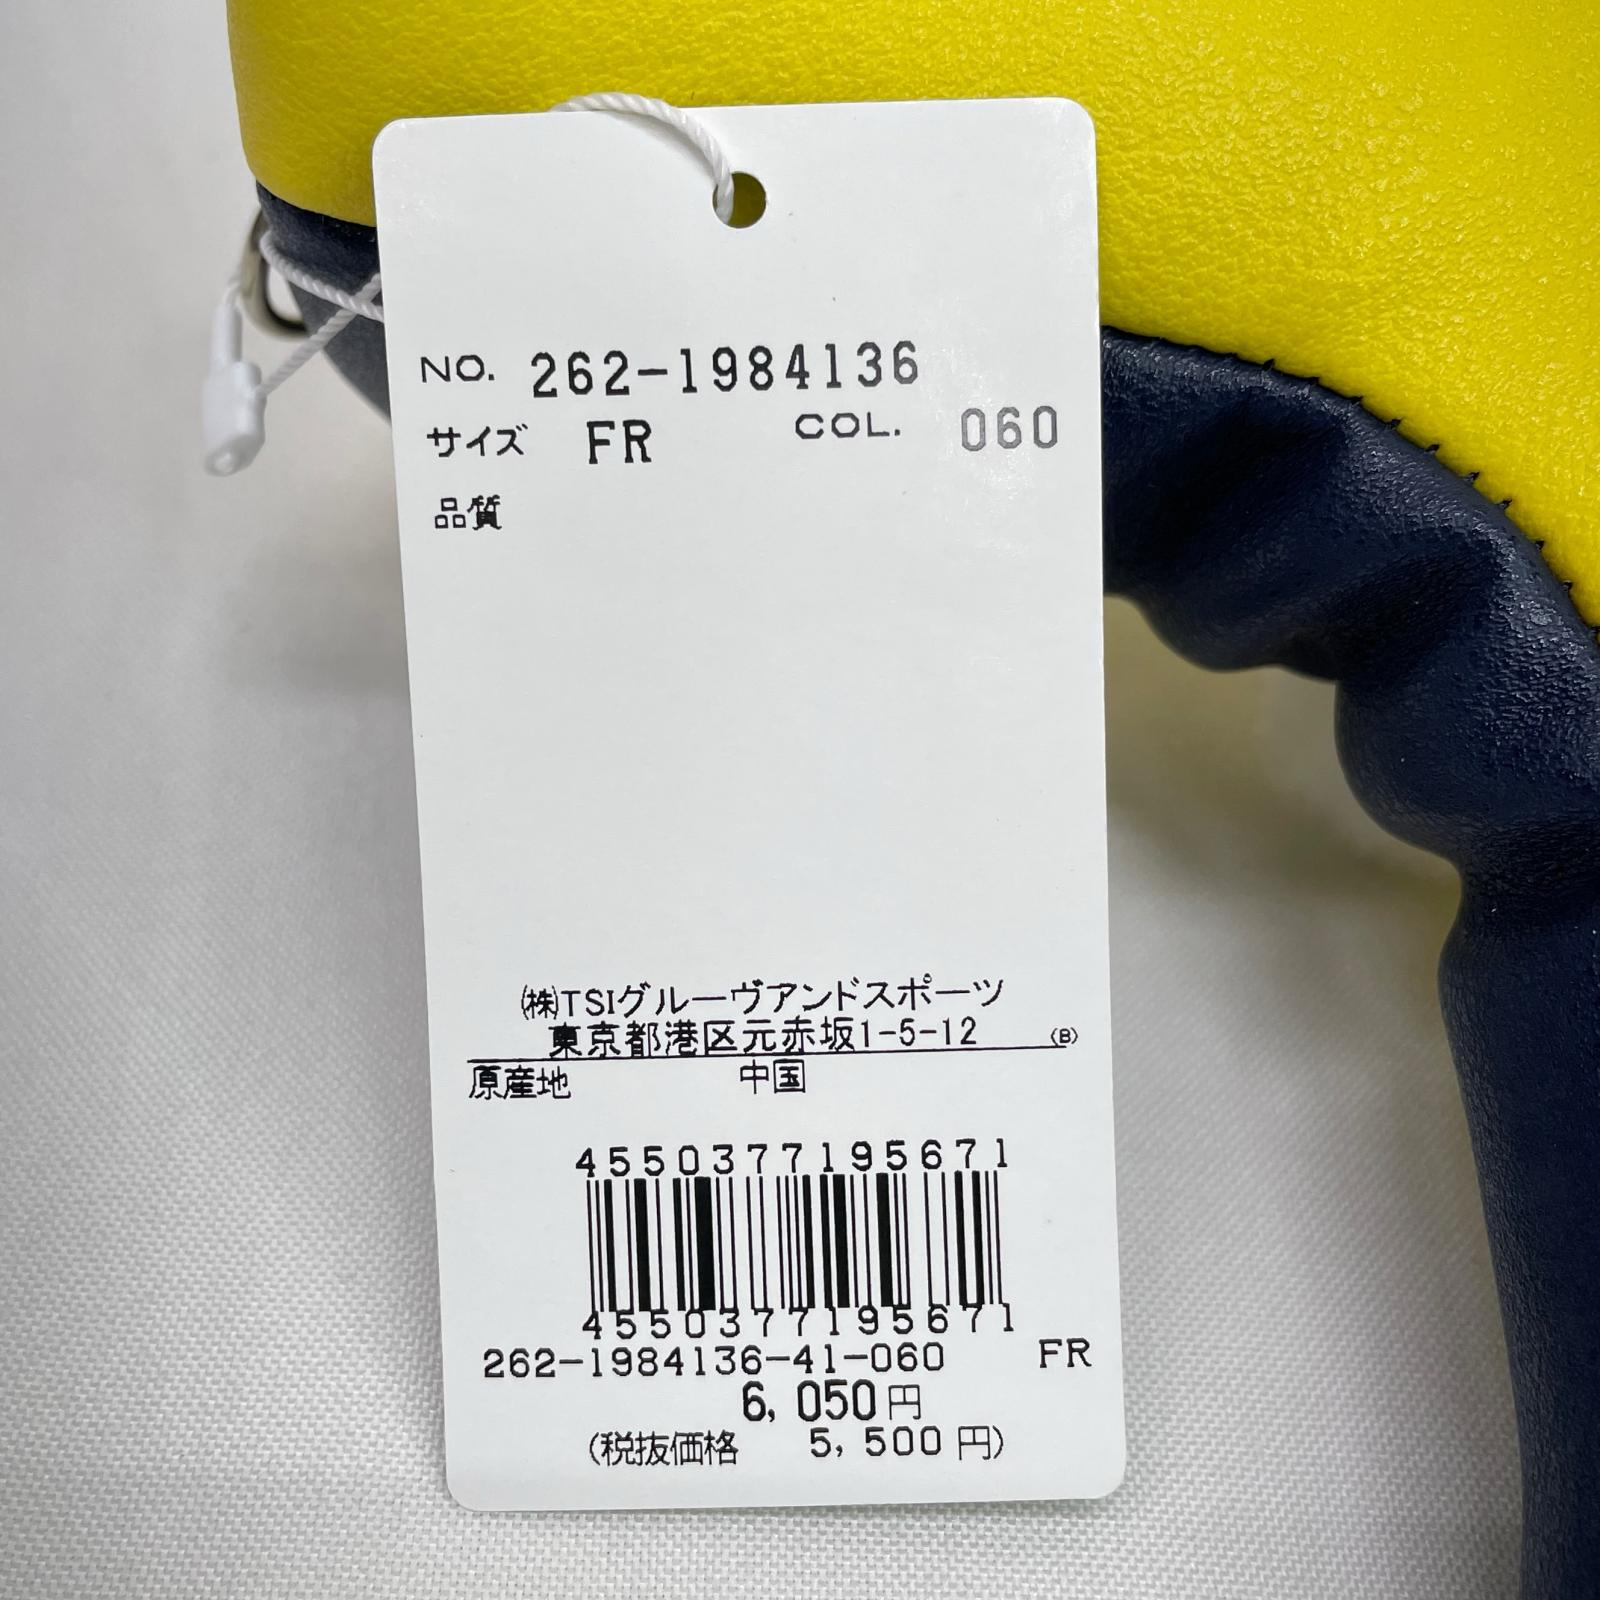 NO. 262-1984136
サイズ FR COL. 060
品質
㈱TSIグルーヴアンドスポーツ
東京都港区元赤坂1-5-12 (B)
原産地 中国
4550377195671
4550377195671
262-1984136-41-060 FR
6,050円
(税抜価格 5,500円)